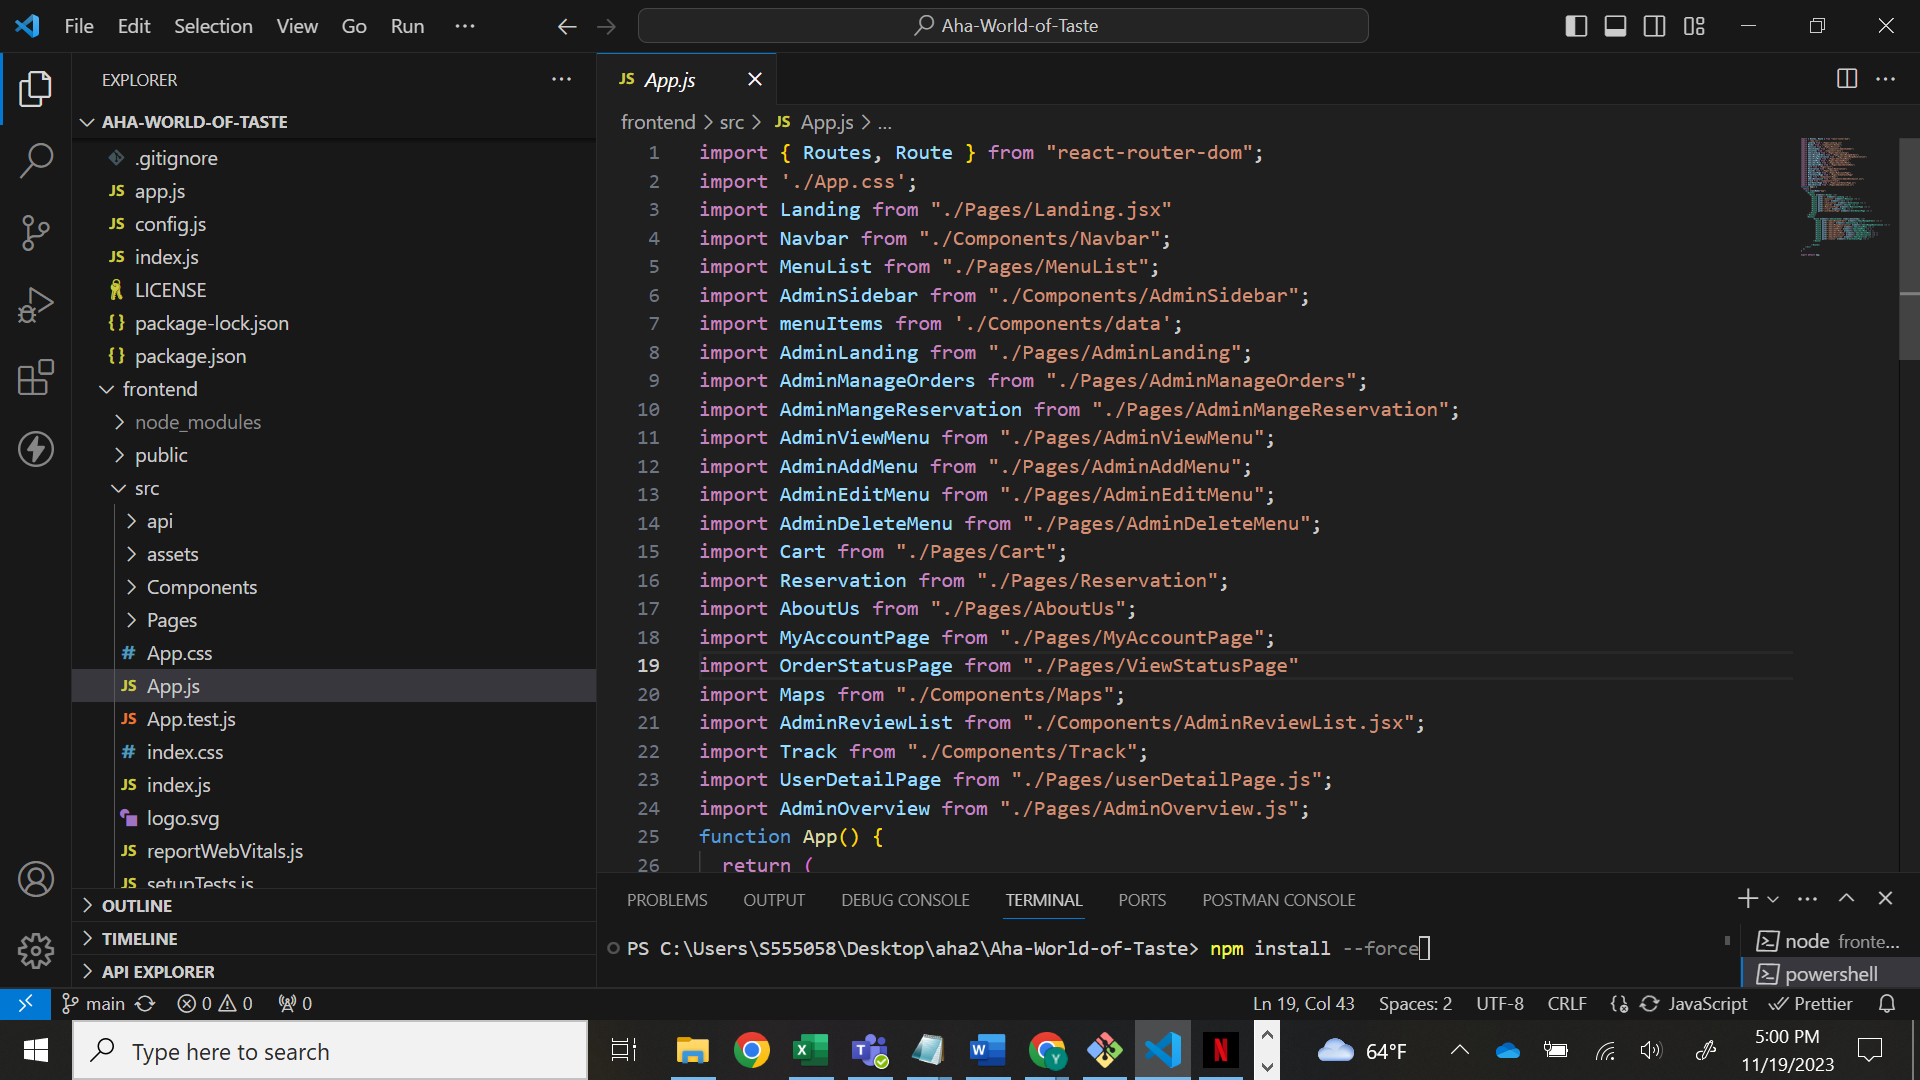 File Edit Selection View Go Run ···
Aha-World-of-Taste
EXPLORER
AHA-WORLD-OF-TASTE
.gitignore
JS app.js
JS config.js
JS index.js
LICENSE
{} package-lock.json
{} package.json
frontend
node_modules
public
src
api
assets
Components
Pages
# App.css
JS App.js
JS App.test.js
# index.css
JS index.js
logo.svg
JS reportWebVitals.js
JS setupTests.js
OUTLINE
TIMELINE
API EXPLORER
JS App.js
frontend > src > JS App.js > ...
1 import { Routes, Route } from "react-router-dom";
2 import './App.css';
3 import Landing from "./Pages/Landing.jsx"
4 import Navbar from "./Components/Navbar";
5 import MenuList from "./Pages/MenuList";
6 import AdminSidebar from "./Components/AdminSidebar";
7 import menuItems from './Components/data';
8 import AdminLanding from "./Pages/AdminLanding";
9 import AdminManageOrders from "./Pages/AdminManageOrders";
10 import AdminMangeReservation from "./Pages/AdminMangeReservation";
11 import AdminViewMenu from "./Pages/AdminViewMenu";
12 import AdminAddMenu from "./Pages/AdminAddMenu";
13 import AdminEditMenu from "./Pages/AdminEditMenu";
14 import AdminDeleteMenu from "./Pages/AdminDeleteMenu";
15 import Cart from "./Pages/Cart";
16 import Reservation from "./Pages/Reservation";
17 import AboutUs from "./Pages/AboutUs";
18 import MyAccountPage from "./Pages/MyAccountPage";
19 import OrderStatusPage from "./Pages/ViewStatusPage"
20 import Maps from "./Components/Maps";
21 import AdminReviewList from "./Components/AdminReviewList.jsx";
22 import Track from "./Components/Track";
23 import UserDetailPage from "./Pages/userDetailPage.js";
24 import AdminOverview from "./Pages/AdminOverview.js";
25 function App() {
26 return (
PROBLEMS OUTPUT DEBUG CONSOLE TERMINAL PORTS POSTMAN CONSOLE
PS C:\Users\S555058\Desktop\aha2\Aha-World-of-Taste> npm install --force
node fronte...
powershell
main 0 0 0 Ln 19, Col 43 Spaces: 2 UTF-8 CRLF {} JavaScript Prettier
Type here to search
64°F
5:00 PM
11/19/2023